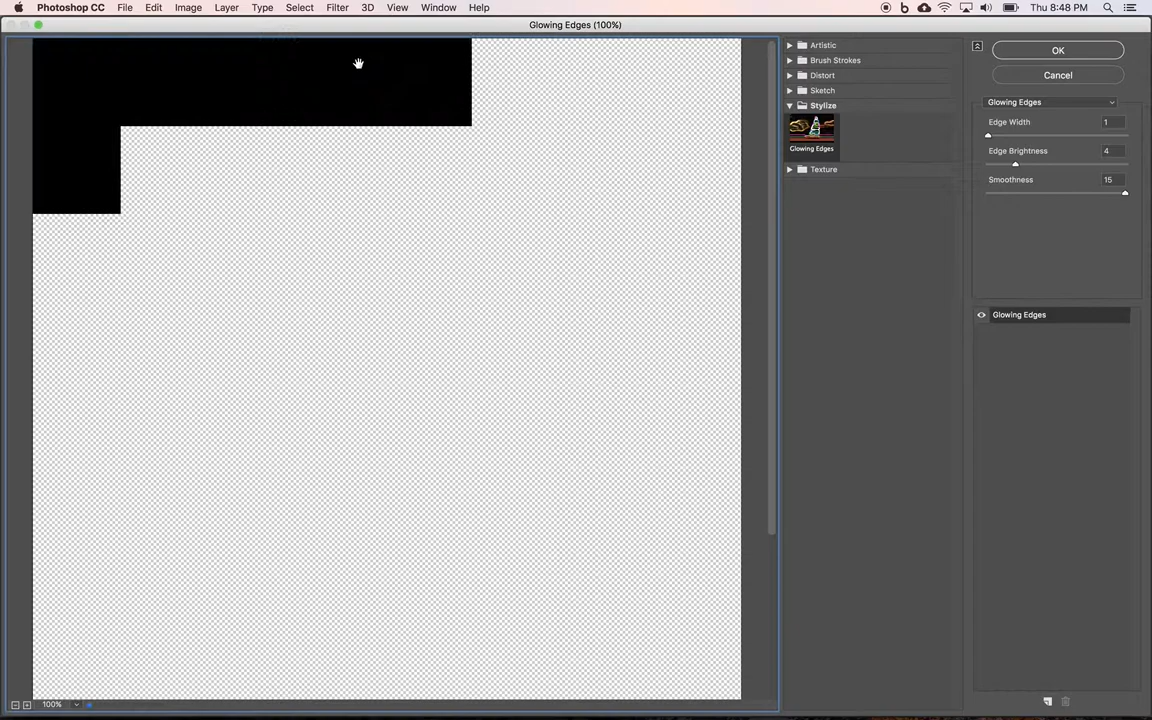 Photoshop CC File Edit Image Layer Type Select Filter 3D View Window Help Thu 8:48 PM
Glowing Edges (100%)
Artistic
Brush Strokes
Distort
Sketch
Stylize
Glowing Edges
Texture
OK
Cancel
Glowing Edges
Edge Width 1
Edge Brightness 4
Smoothness 15
Glowing Edges
100%